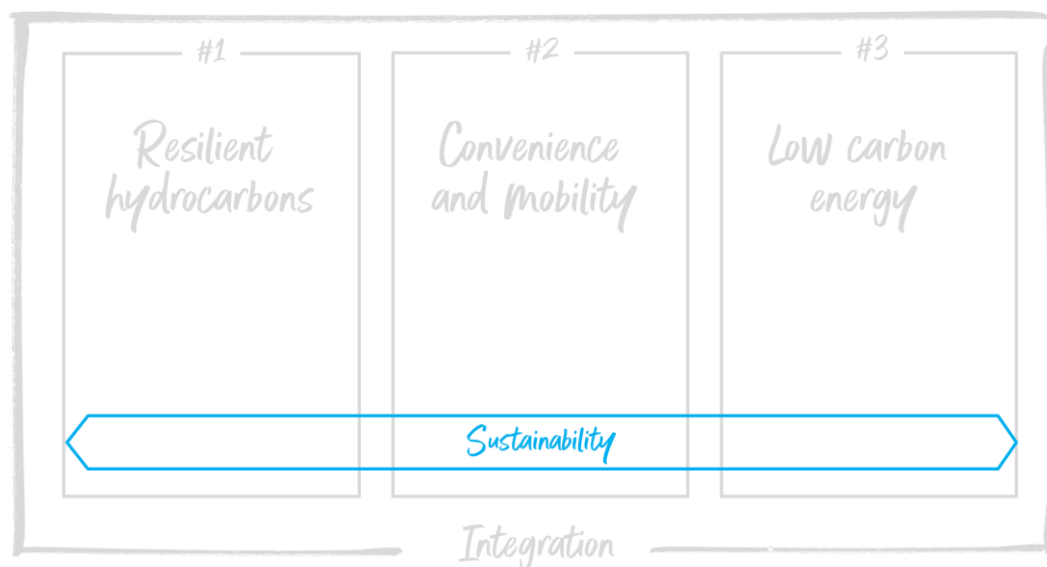 #1
Resilient
hydrocarbons
#2
Convenience
and mobility
#3
Low carbon
energy
Sustainability
Integration